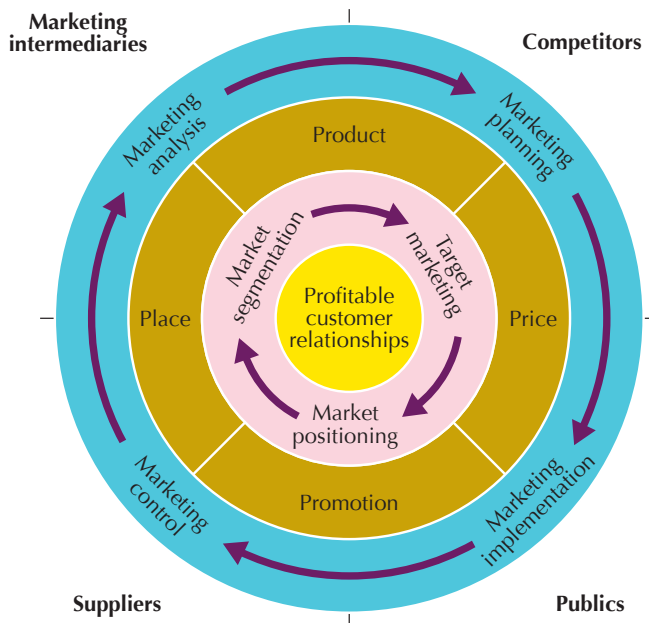 Marketing
intermediaries
Competitors
Marketing
analysis
Marketing
planning
Product
Market
segmentation
Target
marketing
Place
Profitable
customer
relationships
Price
Market
positioning
Promotion
Marketing
control
Marketing
implementation
Suppliers
Publics